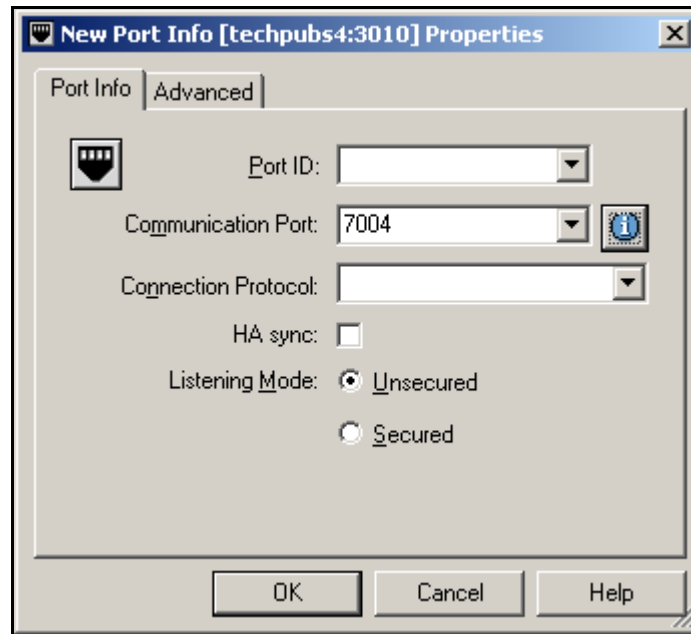 New Port Info [techpubs4:3010] Properties
Port Info
Advanced
Port ID:
Communication Port: 7004
Connection Protocol:
HA sync:
Listening Mode: Unsecured
Secured
OK Cancel Help